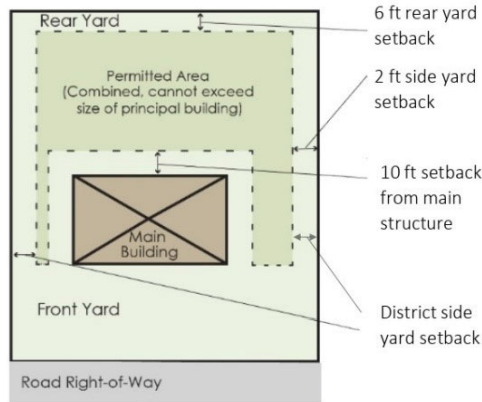 Rear Yard
6 ft rear yard
setback
Permitted Area
(Combined, cannot exceed
size of principal building)
2 ft side yard
setback
10 ft setback
from main
structure
Main
Building
Front Yard
District side
yard setback
Road Right-of-Way